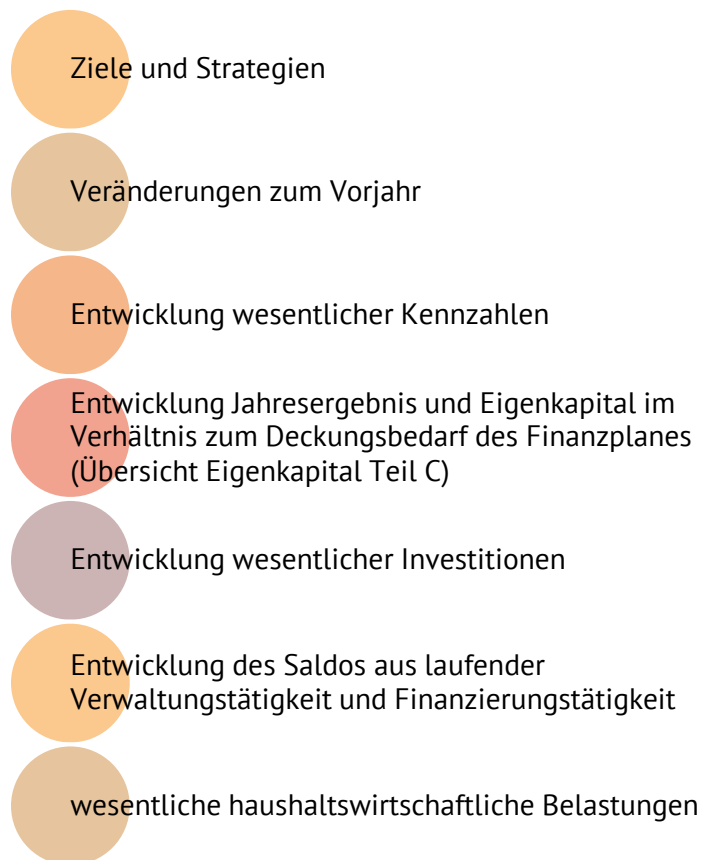 Ziele und Strategien
Veränderungen zum Vorjahr
Entwicklung wesentlicher Kennzahlen
Entwicklung Jahresergebnis und Eigenkapital im
Verhältnis zum Deckungsbedarf des Finanzplanes
(Übersicht Eigenkapital Teil C)
Entwicklung wesentlicher Investitionen
Entwicklung des Saldos aus laufender
Verwaltungstätigkeit und Finanzierungstätigkeit
wesentliche haushaltswirtschaftliche Belastungen